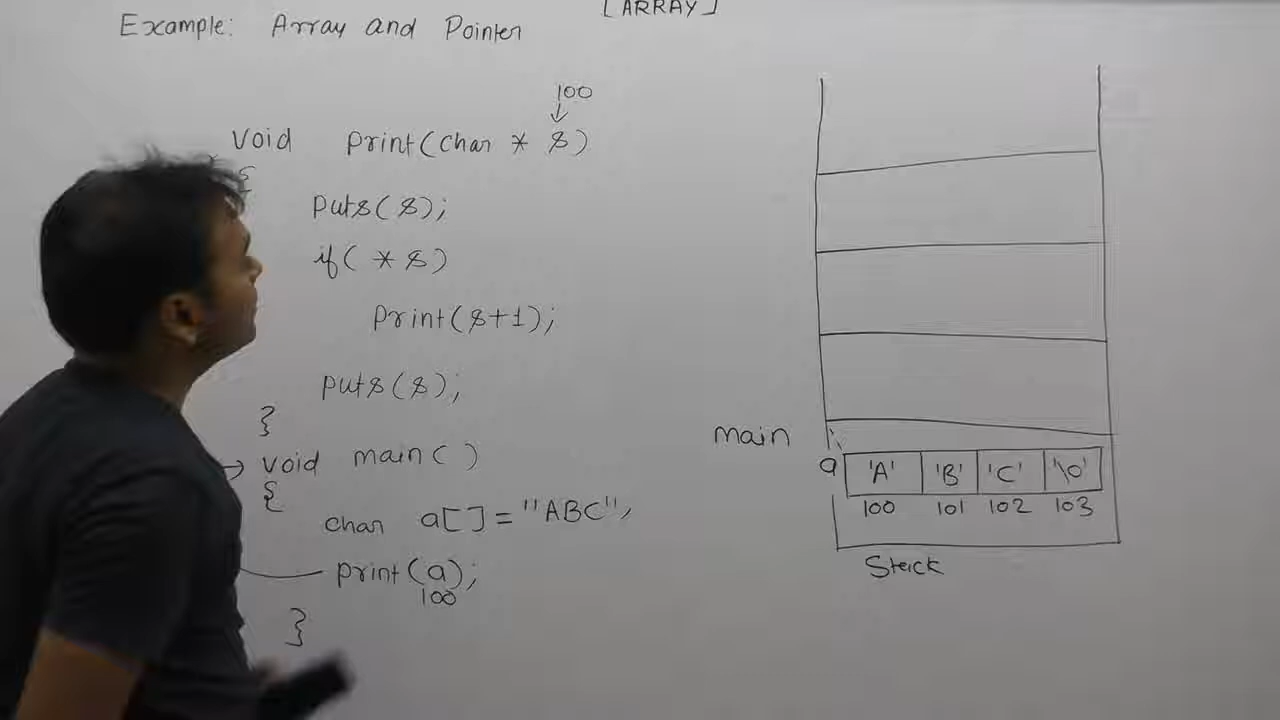 [ARRAY]
Example: Array and Pointer
100
↓
void print(char * s)
{
puts(s);
if( * s)
print(s+1);
puts(s);
}
→ void main( )
{
char a[] = "ABC",
print(a);
100
}
main
a 'A' 'B' 'C' '\0'
100 101 102 103
Stack